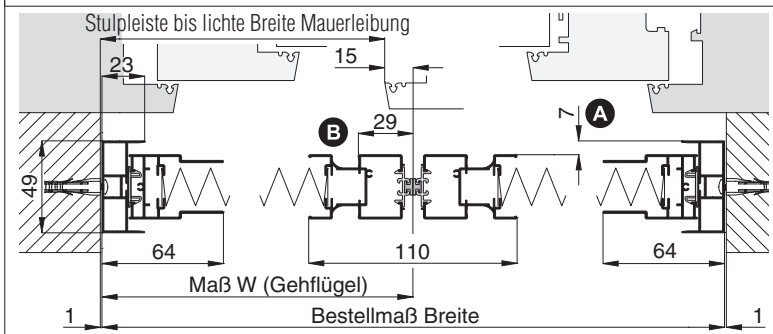 Stulpleiste bis lichte Breite Mauerleibung
15
23
7
A
B
29
49
64
110
64
Maß W (Gehflügel)
1
Bestellmaß Breite
1